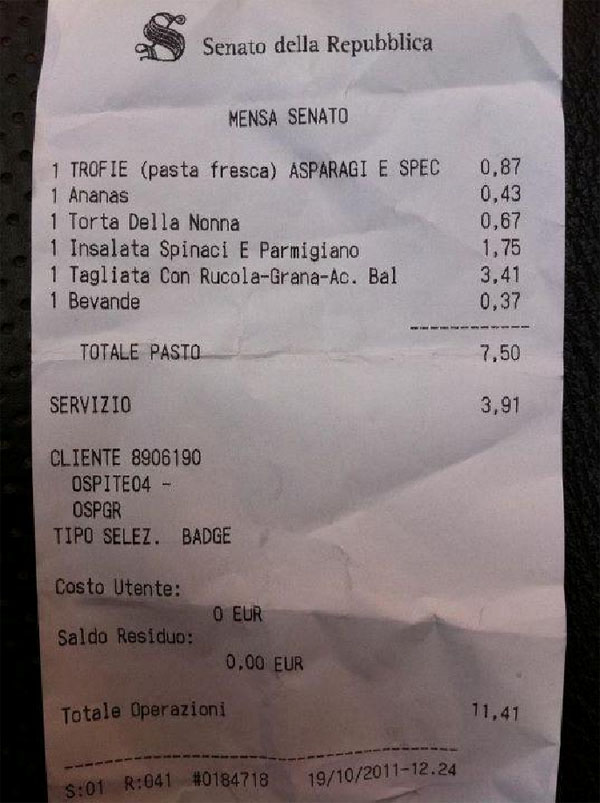 S Senato della Repubblica
MENSA SENATO
1 TROFIE (pasta fresca) ASPARAGI E SPEC 0,87
1 Ananas 0,43
1 Torta Della Nonna 0,67
1 Insalata Spinaci E Parmigiano 1,75
1 Tagliata Con Rucola-Grana-Ac. Bal 3,41
1 Bevande 0,37
-------------
TOTALE PASTO 7,50
SERVIZIO 3,91
CLIENTE 8906190
OSPITE04 -
OSPGR
TIPO SELEZ. BADGE
Costo Utente:
0 EUR
Saldo Residuo:
0,00 EUR
Totale Operazioni 11,41
----------------------------------------
S:01 R:041 #0184718 19/10/2011-12.24